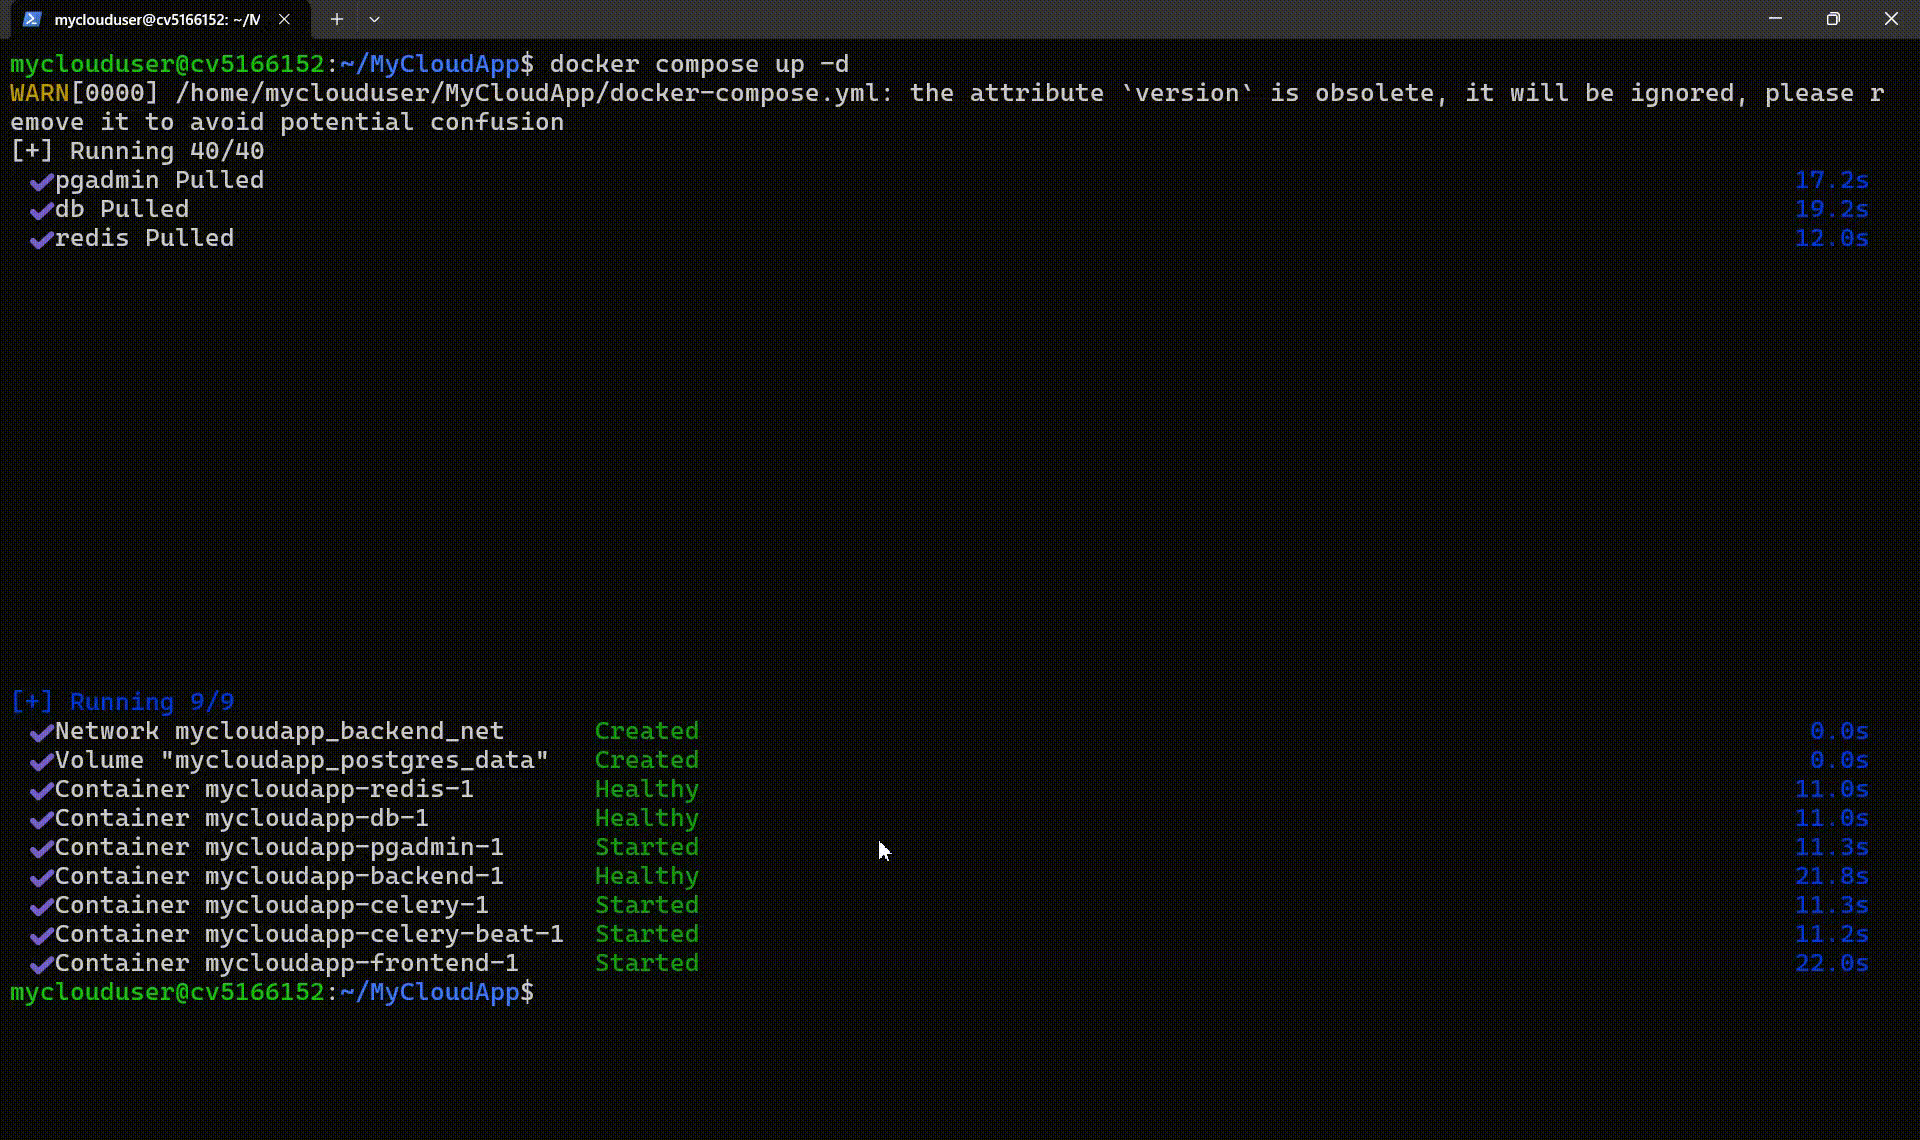 myclouduser@cv5166152: ~/M
myclouduser@cv5166152:~/MyCloudApp$ docker compose up -d
WARN[0000] /home/myclouduser/MyCloudApp/docker-compose.yml: the attribute `version` is obsolete, it will be ignored, please r
emove it to avoid potential confusion
[+] Running 40/40
✔pgadmin Pulled 17.2s
✔db Pulled 19.2s
✔redis Pulled 12.0s
[+] Running 9/9
✔Network mycloudapp_backend_net Created 0.0s
✔Volume "mycloudapp_postgres_data" Created 0.0s
✔Container mycloudapp-redis-1 Healthy 11.0s
✔Container mycloudapp-db-1 Healthy 11.0s
✔Container mycloudapp-pgadmin-1 Started 11.3s
✔Container mycloudapp-backend-1 Healthy 21.8s
✔Container mycloudapp-celery-1 Started 11.3s
✔Container mycloudapp-celery-beat-1 Started 11.2s
✔Container mycloudapp-frontend-1 Started 22.0s
myclouduser@cv5166152:~/MyCloudApp$